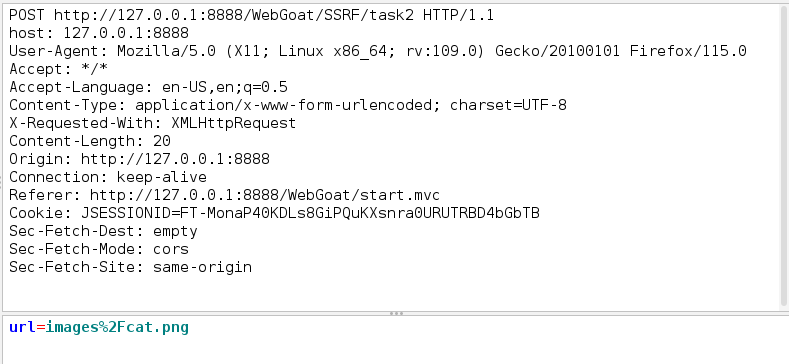 POST http://127.0.0.1:8888/WebGoat/SSRF/task2 HTTP/1.1
host: 127.0.0.1:8888
User-Agent: Mozilla/5.0 (X11; Linux x86_64; rv:109.0) Gecko/20100101 Firefox/115.0
Accept: */*
Accept-Language: en-US,en;q=0.5
Content-Type: application/x-www-form-urlencoded; charset=UTF-8
X-Requested-With: XMLHttpRequest
Content-Length: 20
Origin: http://127.0.0.1:8888
Connection: keep-alive
Referer: http://127.0.0.1:8888/WebGoat/start.mvc
Cookie: JSESSIONID=FT-MonaP40KDLs8GiPQuKXsnra0URUTRBD4bGbTB
Sec-Fetch-Dest: empty
Sec-Fetch-Mode: cors
Sec-Fetch-Site: same-origin
url=images%2Fcat.png